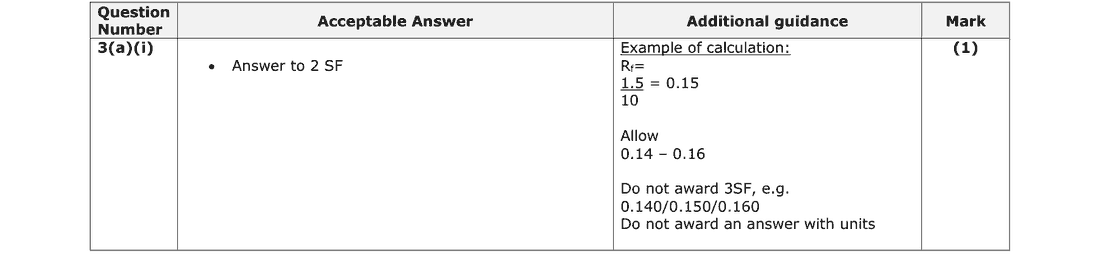 Question Number
Acceptable Answer
Additional guidance
Mark
3(a)(i)
• Answer to 2 SF
Example of calculation:
Rf=
1.5 = 0.15
10
Allow
0.14 – 0.16
Do not award 3SF, e.g.
0.140/0.150/0.160
Do not award an answer with units
(1)